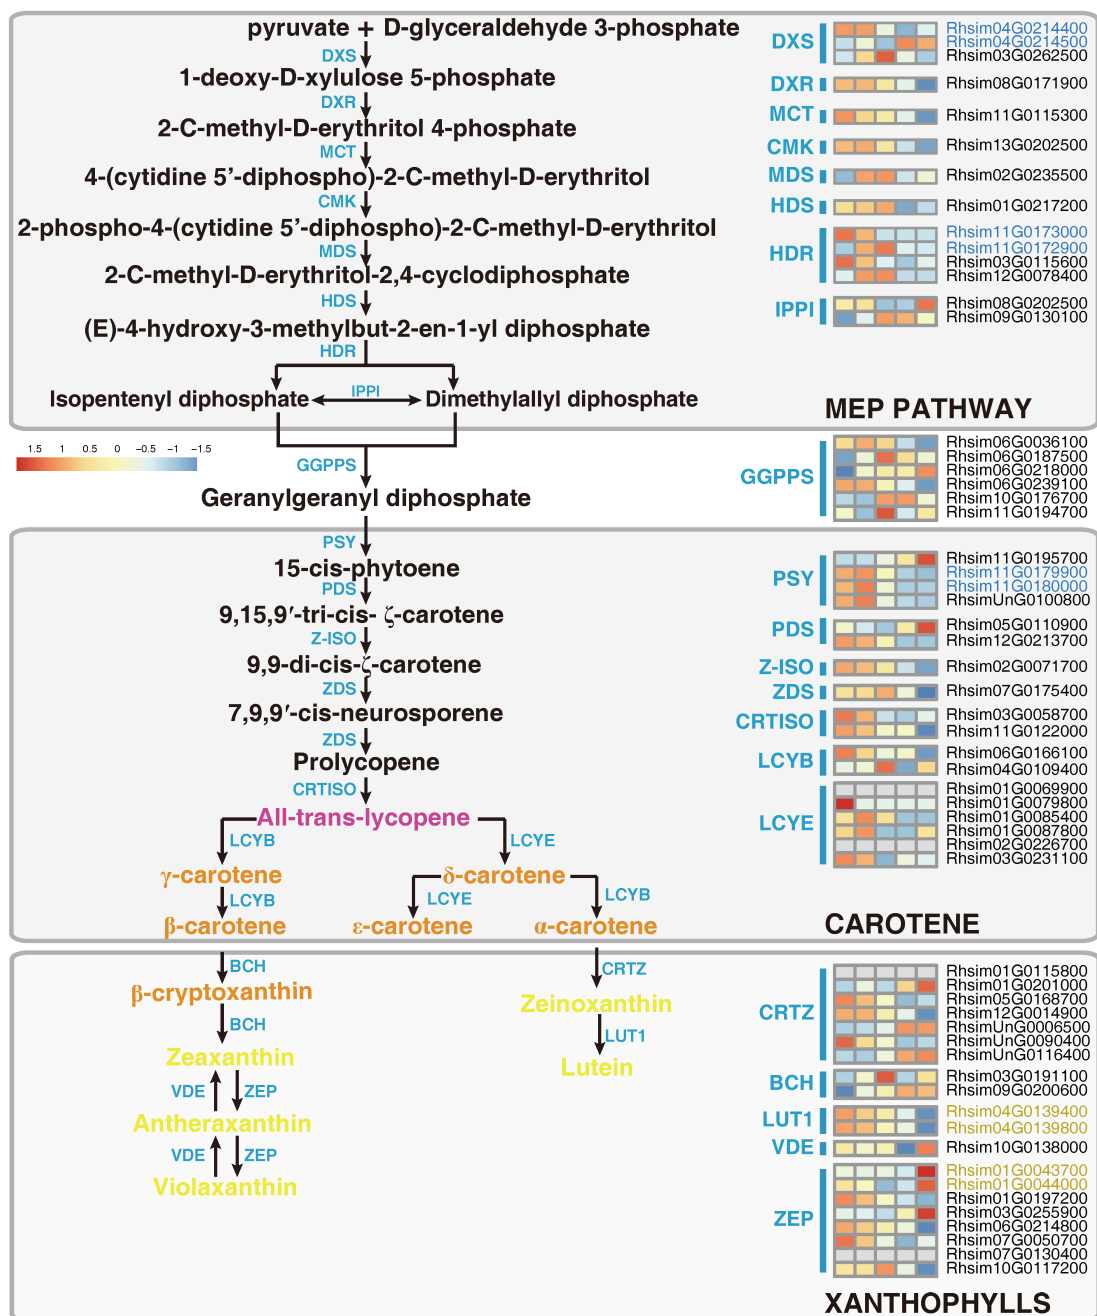 pyruvate + D-glyceraldehyde 3-phosphate
DXS
1-deoxy-D-xylulose 5-phosphate
DXR
2-C-methyl-D-erythritol 4-phosphate
MCT
4-(cytidine 5’-diphospho)-2-C-methyl-D-erythritol
CMK
2-phospho-4-(cytidine 5’-diphospho)-2-C-methyl-D-erythritol
MDS
2-C-methyl-D-erythritol-2,4-cyclodiphosphate
HDS
(E)-4-hydroxy-3-methylbut-2-en-1-yl diphosphate
HDR
Isopentenyl diphosphate IPPI Dimethylallyl diphosphate
DXS
Rhsim04G0214400
Rhsim04G0214500
Rhsim03G0262500
DXR Rhsim08G0171900
MCT Rhsim11G0115300
CMK Rhsim13G0202500
MDS Rhsim02G0235500
HDS Rhsim01G0217200
HDR
Rhsim11G0173000
Rhsim11G0172900
Rhsim03G0115600
Rhsim12G0078400
IPPI
Rhsim08G0202500
Rhsim09G0130100
MEP PATHWAY
1.5 1 0.5 0 −0.5 −1 −1.5
GGPPS
Geranylgeranyl diphosphate
GGPPS
Rhsim06G0036100
Rhsim06G0187500
Rhsim06G0218000
Rhsim06G0239100
Rhsim10G0176700
Rhsim11G0194700
PSY
15-cis-phytoene
PDS
9,15,9′-tri-cis- ζ-carotene
Z-ISO
9,9-di-cis-ζ-carotene
ZDS
7,9,9′-cis-neurosporene
ZDS
Prolycopene
CRTISO
All-trans-lycopene
LCYB LCYE
γ-carotene δ-carotene
LCYB LCYE LCYB
β-carotene ε-carotene α-carotene
PSY
Rhsim11G0195700
Rhsim11G0179900
Rhsim11G0180000
RhsimUnG0100800
PDS
Rhsim05G0110900
Rhsim12G0213700
Z-ISO Rhsim02G0071700
ZDS Rhsim07G0175400
CRTISO
Rhsim03G0058700
Rhsim11G0122000
LCYB
Rhsim06G0166100
Rhsim04G0109400
LCYE
Rhsim01G0069900
Rhsim01G0079800
Rhsim01G0085400
Rhsim01G0087800
Rhsim02G0226700
Rhsim03G0231100
CAROTENE
BCH CRTZ
β-cryptoxanthin Zeinoxanthin
BCH LUT1
Zeaxanthin Lutein
VDE ZEP
Antheraxanthin
VDE ZEP
Violaxanthin
CRTZ
Rhsim01G0115800
Rhsim01G0201000
Rhsim05G0168700
Rhsim12G0014900
RhsimUnG0006500
RhsimUnG0090400
RhsimUnG0116400
BCH
Rhsim03G0191100
Rhsim09G0200600
LUT1
Rhsim04G0139400
Rhsim04G0139800
VDE Rhsim10G0138000
ZEP
Rhsim01G0043700
Rhsim01G0044000
Rhsim01G0197200
Rhsim03G0255900
Rhsim06G0214800
Rhsim07G0050700
Rhsim07G0130400
Rhsim10G0117200
XANTHOPHYLLS